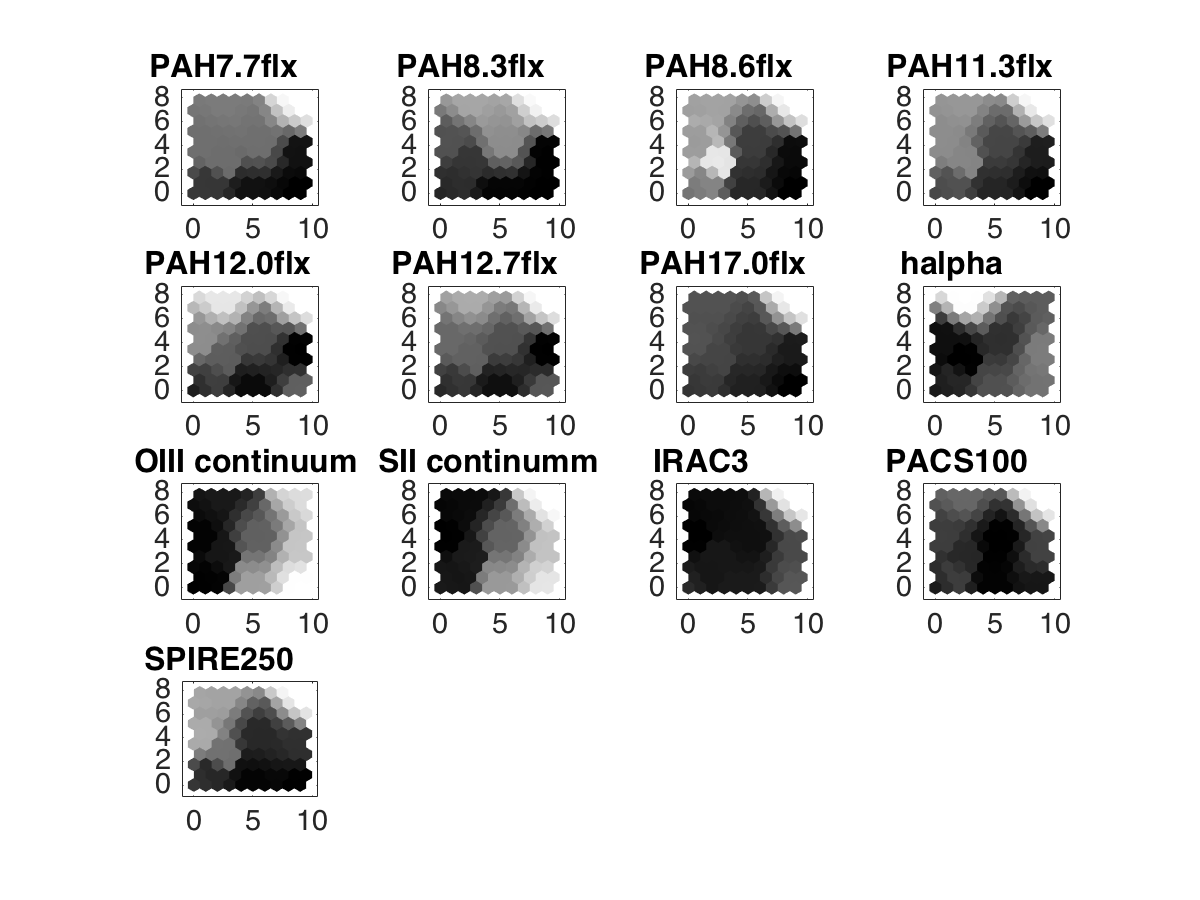 PAH7.7flx PAH8.3flx PAH8.6flx PAH11.3flx
8 8 8 8
6 6 6 6
4 4 4 4
2 2 2 2
0 0 0 0
0 5 10 0 5 10 0 5 10 0 5 10
PAH12.0flx PAH12.7flx PAH17.0flx halpha
8 8 8 8
6 6 6 6
4 4 4 4
2 2 2 2
0 0 0 0
0 5 10 0 5 10 0 5 10 0 5 10
OIII continuum SII continumm IRAC3 PACS100
8 8 8 8
6 6 6 6
4 4 4 4
2 2 2 2
0 0 0 0
0 5 10 0 5 10 0 5 10 0 5 10
SPIRE250
8
6
4
2
0
0 5 10